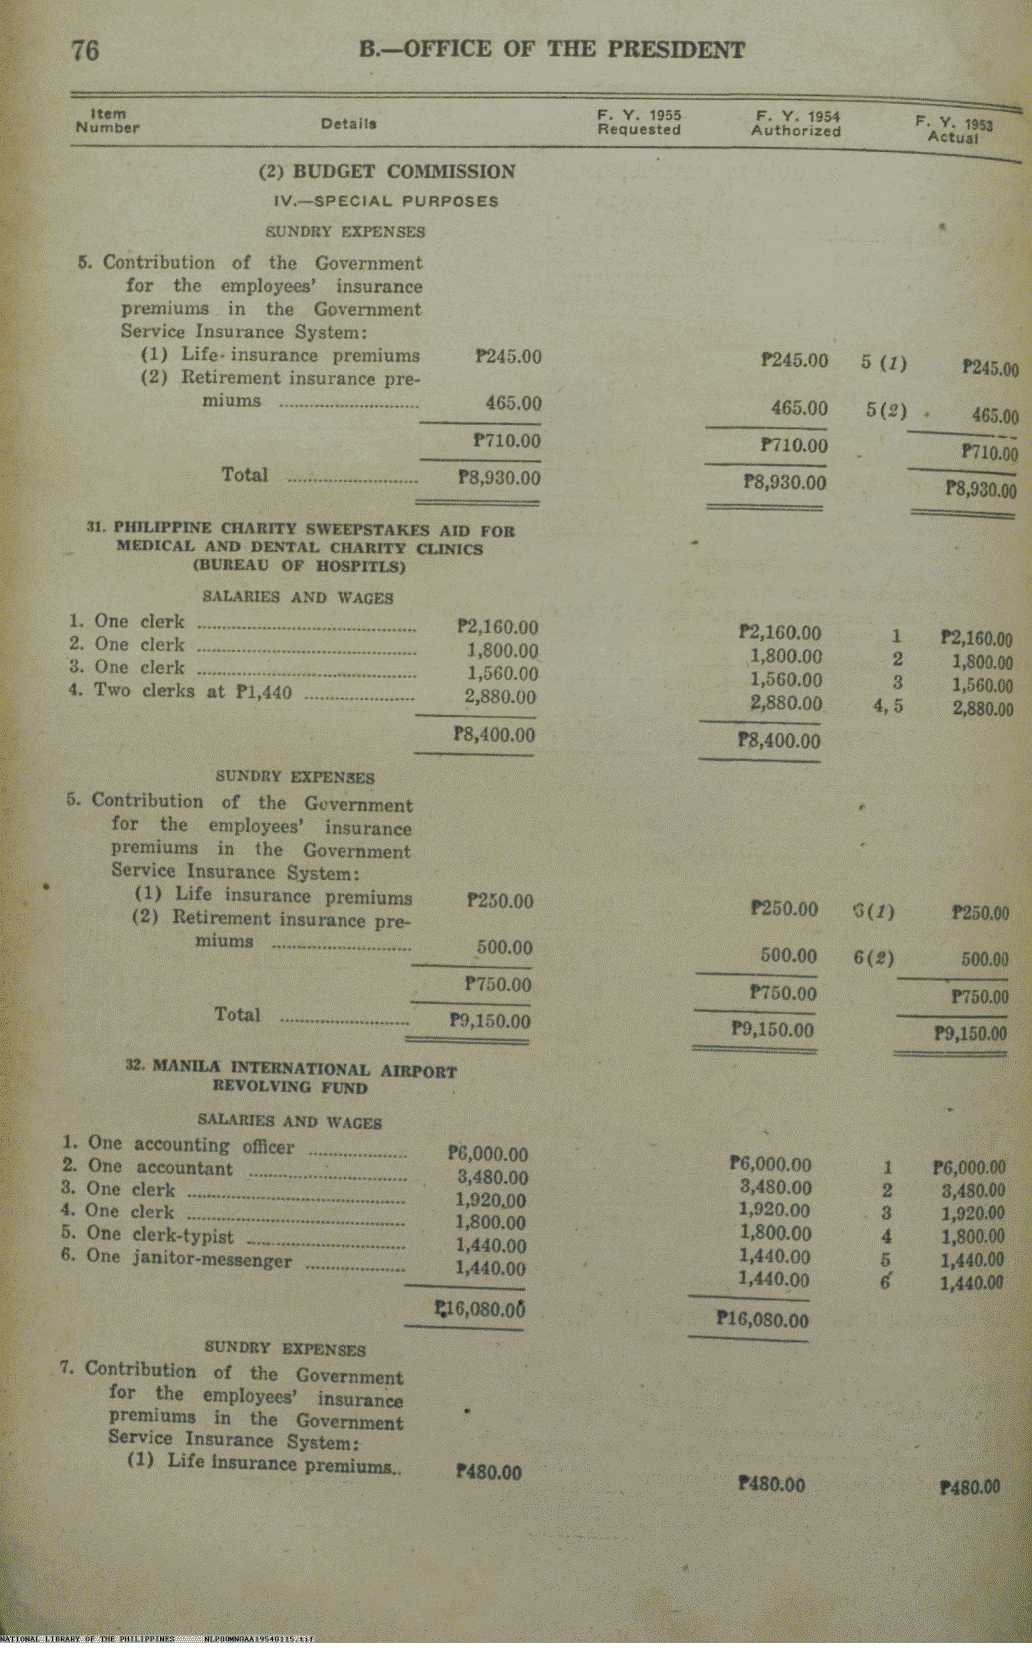 76 B.—OFFICE OF THE PRESIDENT
Item Number Details F. Y. 1955 Requested F. Y. 1954 Authorized F. Y. 1953 Actual
(2) BUDGET COMMISSION
IV.—SPECIAL PURPOSES
SUNDRY EXPENSES
5. Contribution of the Government
for the employees' insurance
premiums in the Government
Service Insurance System:
(1) Life insurance premiums ₱245.00 ₱245.00 5 (1) ₱245.00
(2) Retirement insurance pre-
miums .......................... 465.00 465.00 5(2) 465.00
₱710.00 ₱710.00 ₱710.00
Total ........................ ₱8,930.00 ₱8,930.00 ₱8,930.00
31. PHILIPPINE CHARITY SWEEPSTAKES AID FOR
MEDICAL AND DENTAL CHARITY CLINICS
(BUREAU OF HOSPITLS)
SALARIES AND WAGES
1. One clerk .......................................... ₱2,160.00 ₱2,160.00 1 ₱2,160.00
2. One clerk .......................................... 1,800.00 1,800.00 2 1,800.00
3. One clerk .......................................... 1,560.00 1,560.00 3 1,560.00
4. Two clerks at ₱1,440 ..................... 2,880.00 2,880.00 4, 5 2,880.00
₱8,400.00 ₱8,400.00
SUNDRY EXPENSES
5. Contribution of the Government
for the employees' insurance
premiums in the Government
Service Insurance System:
(1) Life insurance premiums ₱250.00 ₱250.00 6(1) ₱250.00
(2) Retirement insurance pre-
miums .......................... 500.00 500.00 6(2) 500.00
₱750.00 ₱750.00 ₱750.00
Total ........................ ₱9,150.00 ₱9,150.00 ₱9,150.00
32. MANILA INTERNATIONAL AIRPORT
REVOLVING FUND
SALARIES AND WAGES
1. One accounting officer ................... ₱6,000.00 ₱6,000.00 1 ₱6,000.00
2. One accountant .............................. 3,480.00 3,480.00 2 3,480.00
3. One clerk .......................................... 1,920.00 1,920.00 3 1,920.00
4. One clerk .......................................... 1,800.00 1,800.00 4 1,800.00
5. One clerk-typist .............................. 1,440.00 1,440.00 5 1,440.00
6. One janitor-messenger ................... 1,440.00 1,440.00 6 1,440.00
₱16,080.00 ₱16,080.00
SUNDRY EXPENSES
7. Contribution of the Government
for the employees' insurance
premiums in the Government
Service Insurance System:
(1) Life insurance premiums.. ₱480.00 ₱480.00 ₱480.00
NATIONAL LIBRARY OF THE PHILIPPINES NLPOOMNOAA19540115.tif